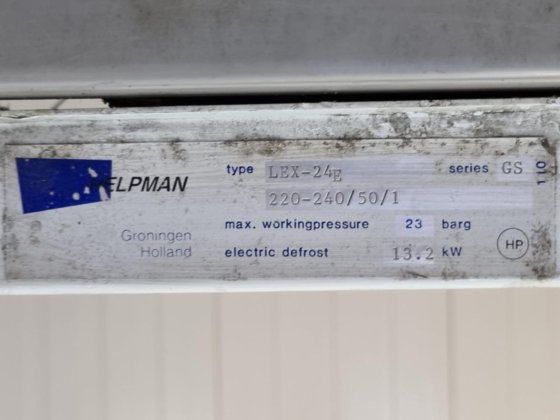 ELPMAN
Groningen
Holland
type LEX-24E series GS
220-240/50/1
max. workingpressure 23 barg
electric defrost 13.2 kW
HP
110